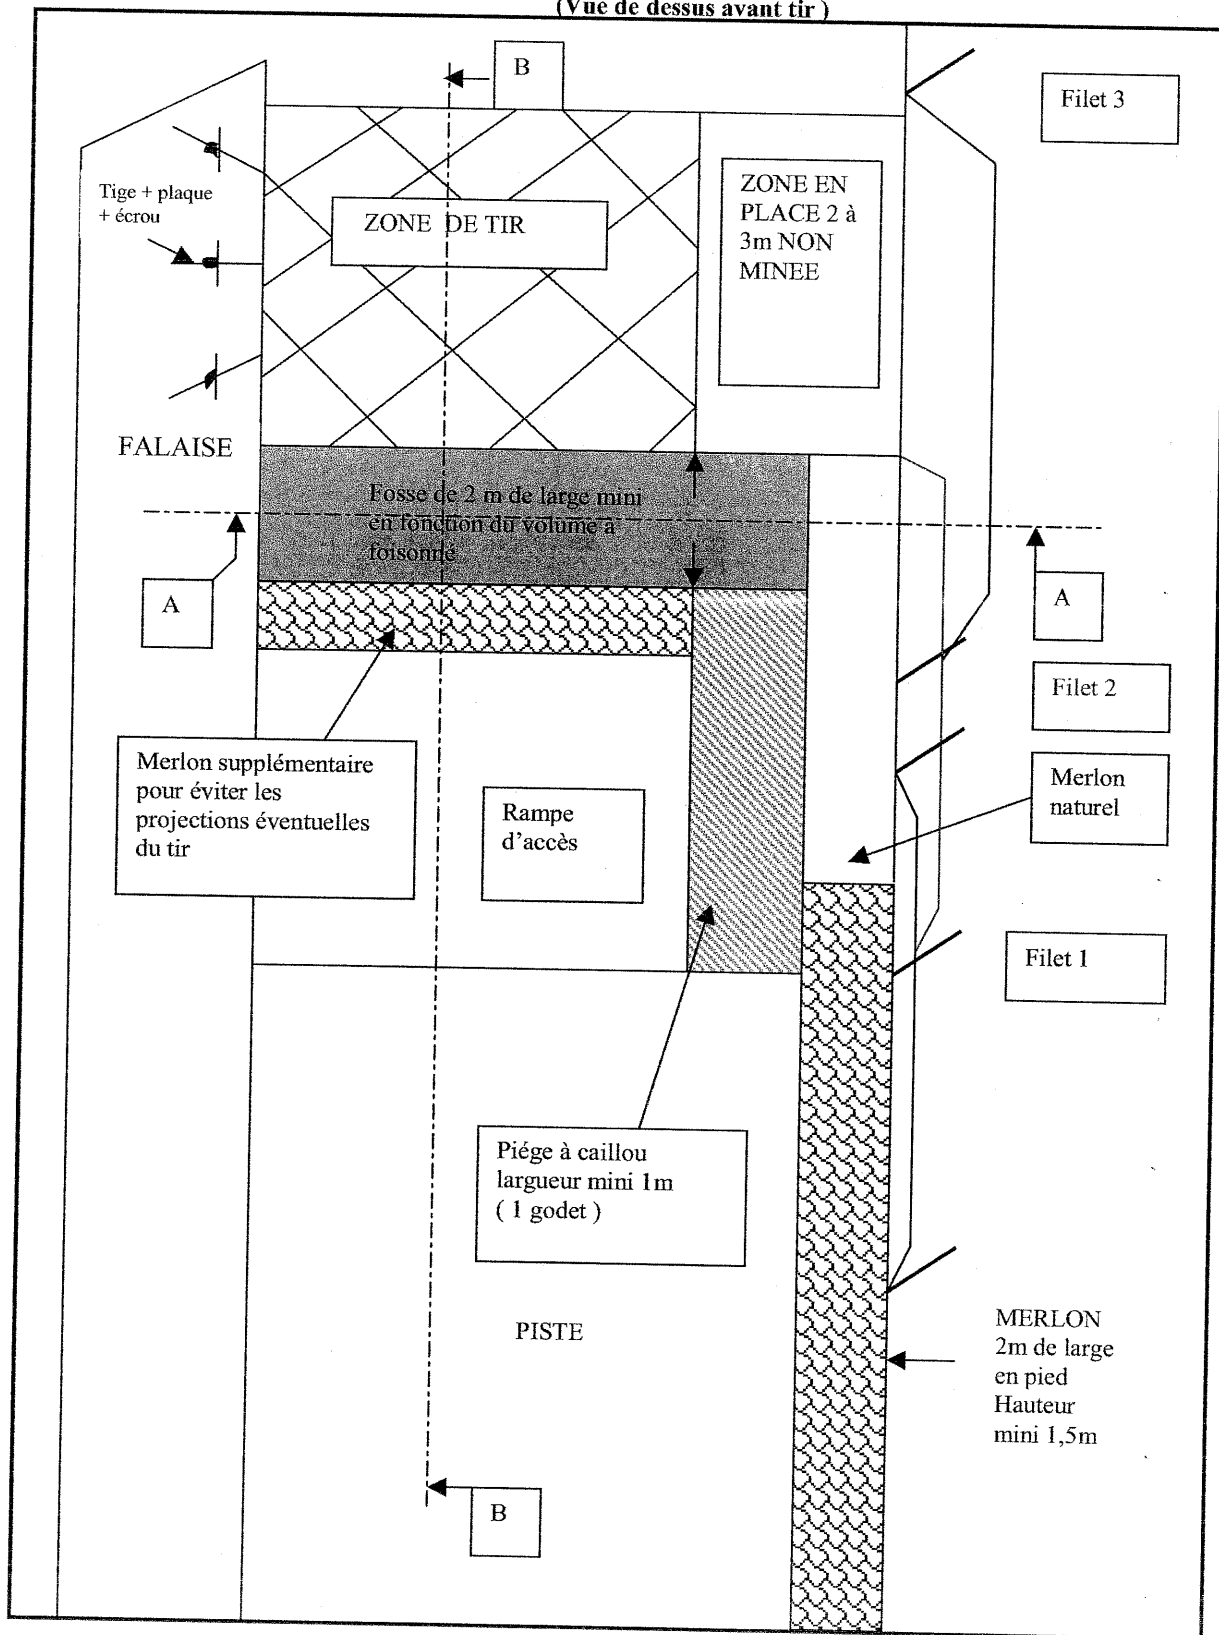 (Vue de dessus avant tir )
B
Filet 3
Tige + plaque
+ écrou
ZONE DE TIR
ZONE EN
PLACE 2 à
3m NON
MINEE
FALAISE
Fosse de 2 m de large mini
en fonction du volume à
foisonné
A
A
Filet 2
Merlon supplémentaire
pour éviter les
projections éventuelles
du tir
Rampe
d'accès
Merlon
naturel
Filet 1
Piége à caillou
largueur mini 1m
( 1 godet )
PISTE
MERLON
2m de large
en pied
Hauteur
mini 1,5m
B